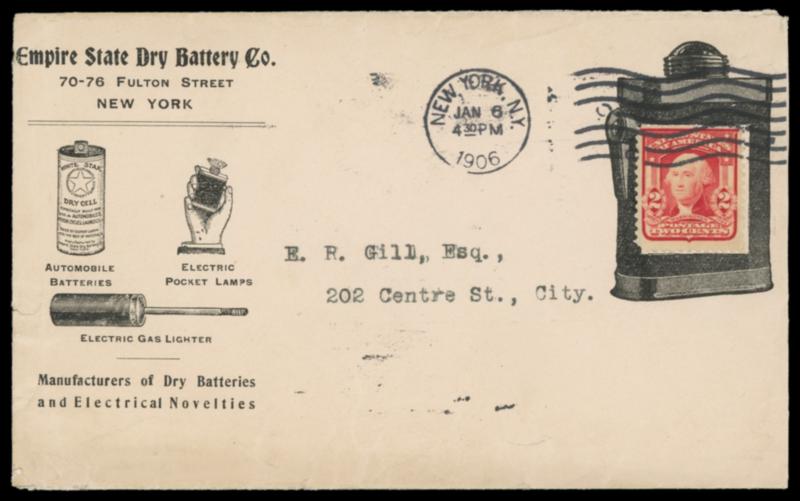 Empire State Dry Battery Co.
70-76 Fulton Street
New York
WHITE STAR
DRY CELL
Automobile
Batteries
Electric
Pocket Lamps
Electric Gas Lighter
Manufacturers of Dry Batteries
and Electrical Novelties
NEW YORK, N.Y.
JAN 6
4 30 PM
1906
2 2
POSTAGE
TWO CENTS
E. R. Gill, Esq.,
202 Centre St., City.